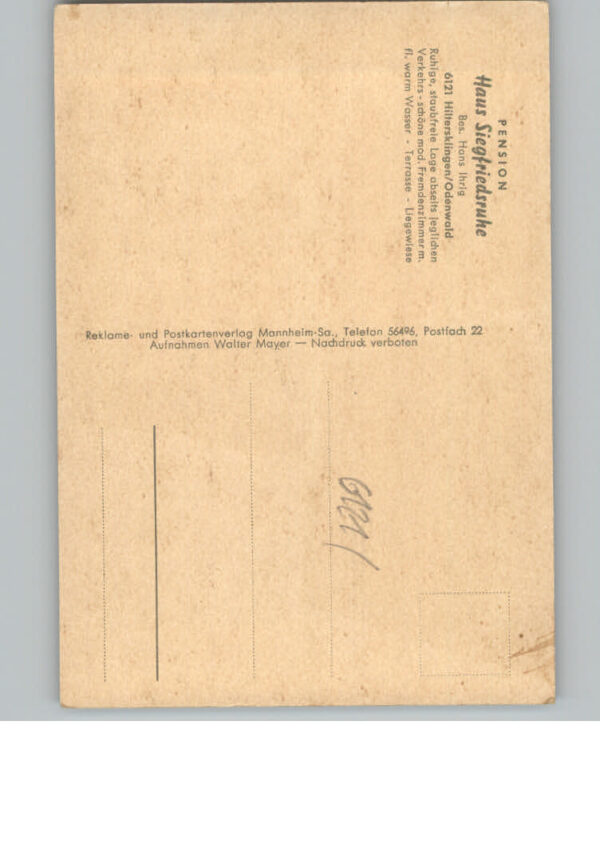 PENSION
Haus Siegfriedsruhe
Bes. Hans Ihrig
6121 Hiltersklingen/Odenwald
Ruhige, staubfreie Lage abseits jeglichen
Verkehrs - schöne mod. Fremdenzimmer m.
fl. warm Wasser - Terrasse - Liegewiese
Reklame- und Postkartenverlag Mannheim-Sa., Telefon 56496, Postfach 22
Aufnahmen Walter Mayer — Nachdruck verboten
6121/